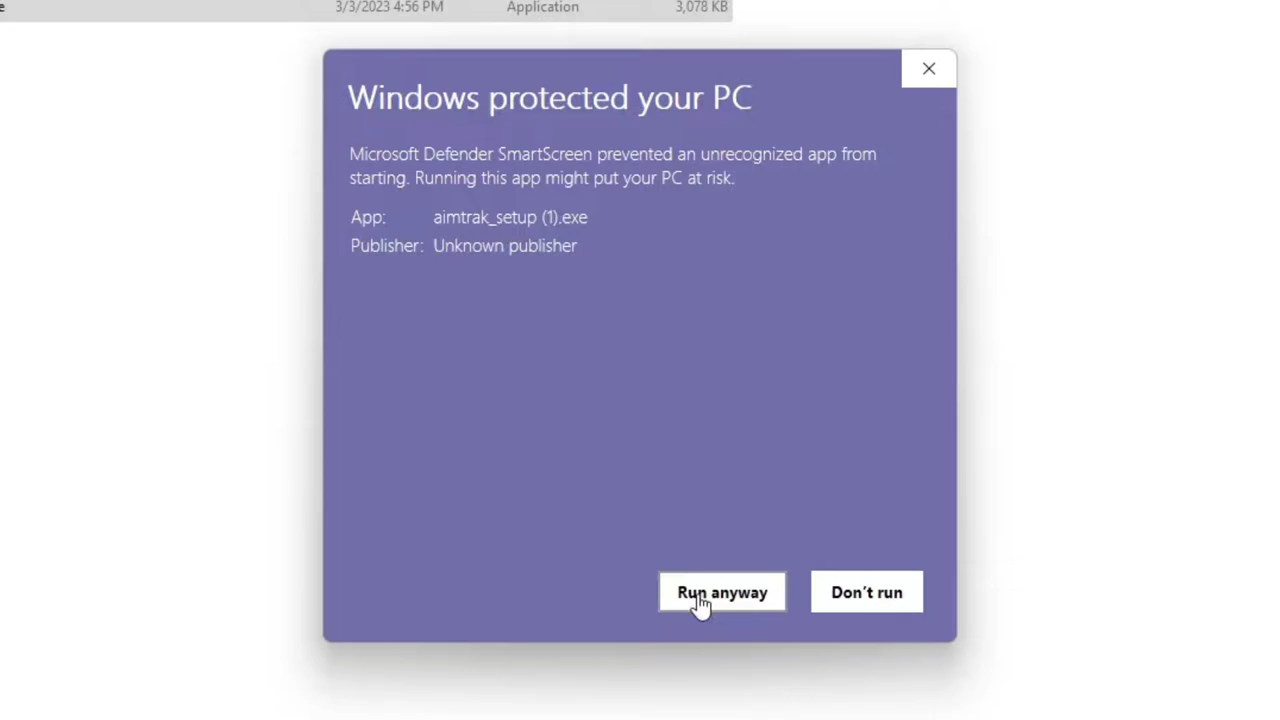 e 3/3/2023 4:56 PM Application 3,078 KB
Windows protected your PC
Microsoft Defender SmartScreen prevented an unrecognized app from
starting. Running this app might put your PC at risk.
App: aimtrak_setup (1).exe
Publisher: Unknown publisher
Run anyway Don’t run